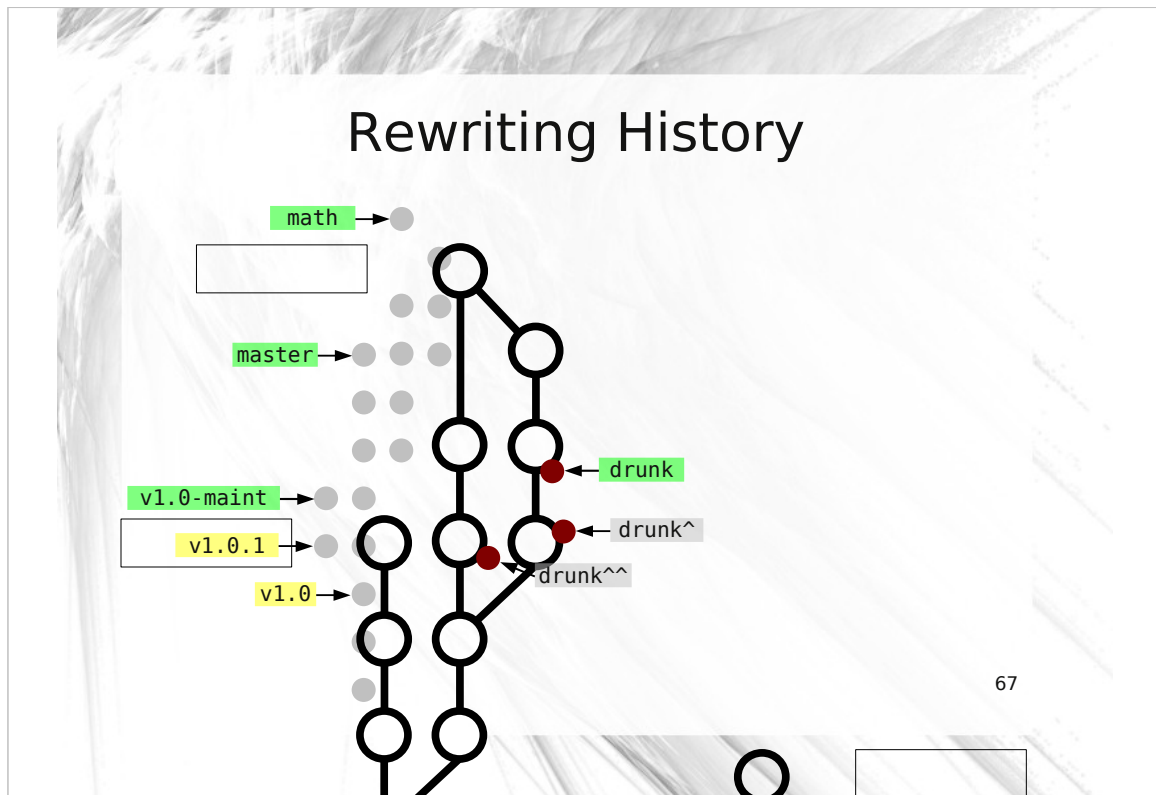 Rewriting History
math
master
drunk
v1.0-maint
drunk^
v1.0.1
drunk^^
v1.0
67